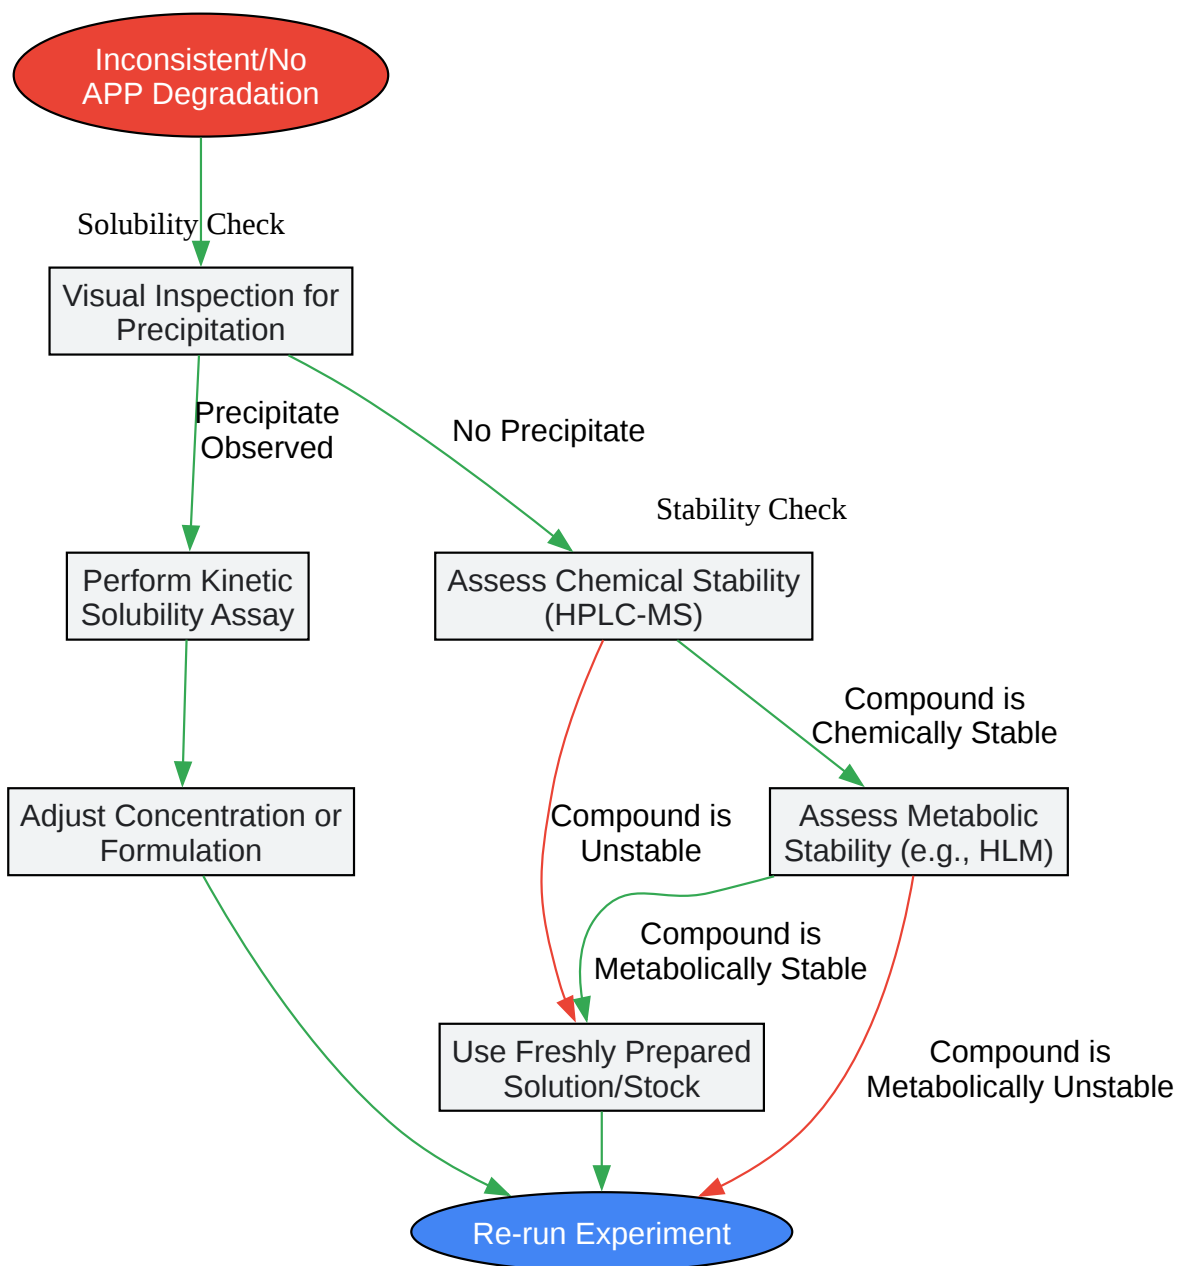 Inconsistent/No
APP Degradation
Solubility Check
Visual Inspection for
Precipitation
Precipitate
Observed
No Precipitate
Stability Check
Perform Kinetic
Solubility Assay
Assess Chemical Stability
(HPLC-MS)
Compound is
Chemically Stable
Adjust Concentration or
Formulation
Compound is
Unstable
Assess Metabolic
Stability (e.g., HLM)
Compound is
Metabolically Stable
Use Freshly Prepared
Solution/Stock
Compound is
Metabolically Unstable
Re-run Experiment